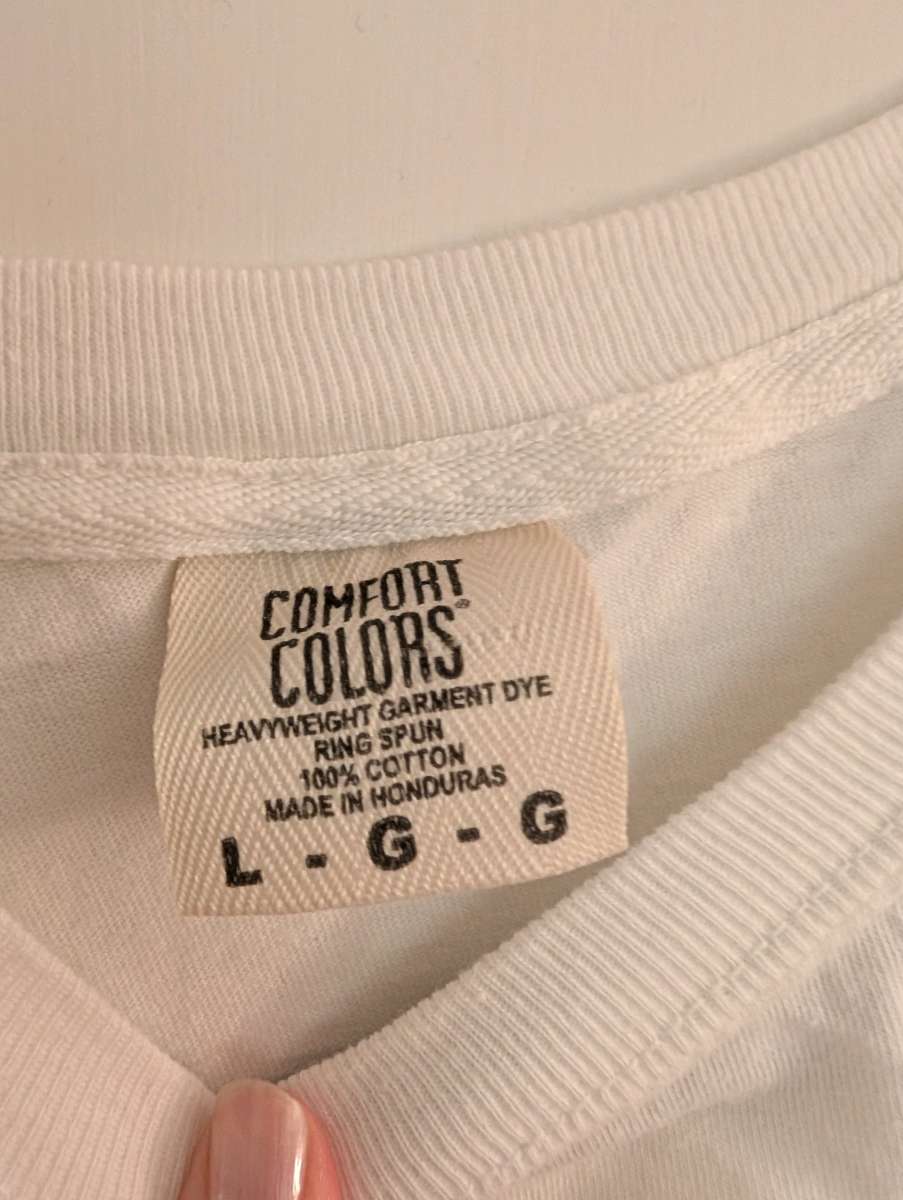 COMFORT
COLORS®
HEAVYWEIGHT GARMENT DYE
RING SPUN
100% COTTON
MADE IN HONDURAS
L - G - G